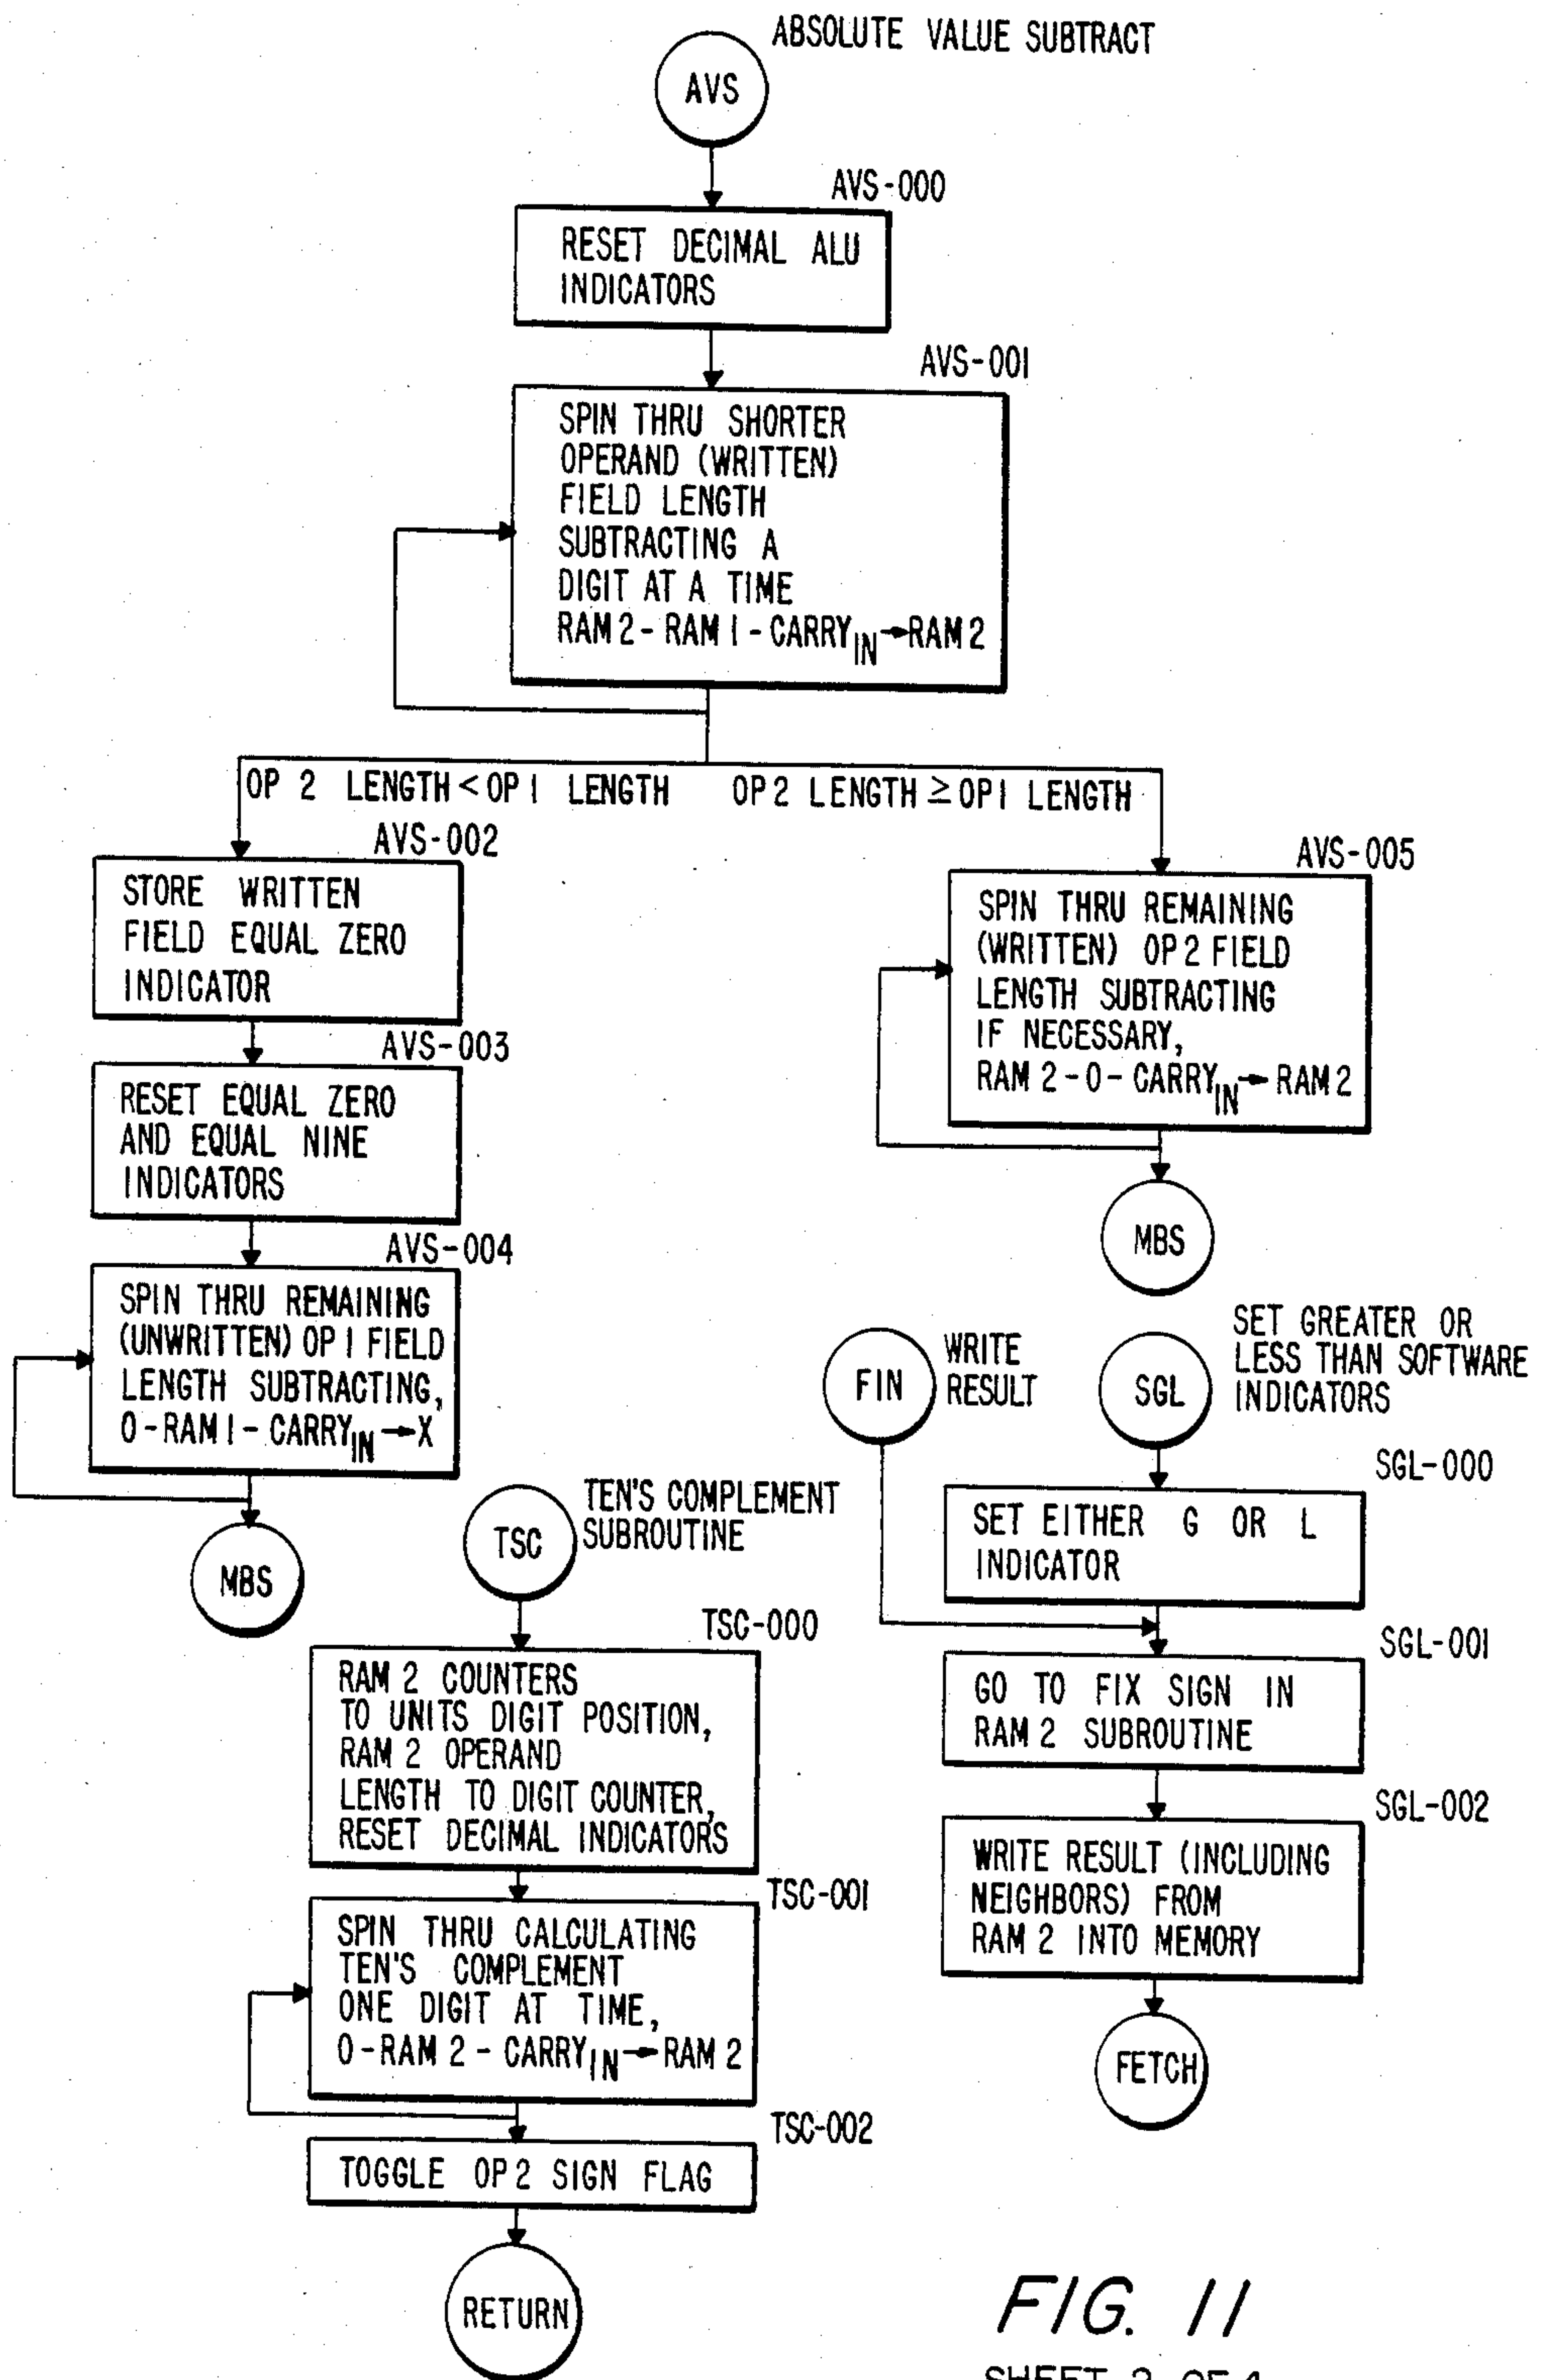 ABSOLUTE VALUE SUBTRACT
AVS
AVS-000
RESET DECIMAL ALU
INDICATORS
AVS-001
SPIN THRU SHORTER
OPERAND (WRITTEN)
FIELD LENGTH
SUBTRACTING A
DIGIT AT A TIME
RAM 2 - RAM 1 - CARRY IN → RAM 2
OP 2 LENGTH < OP 1 LENGTH
OP 2 LENGTH ≥ OP 1 LENGTH
AVS-002
STORE WRITTEN
FIELD EQUAL ZERO
INDICATOR
AVS-003
RESET EQUAL ZERO
AND EQUAL NINE
INDICATORS
AVS-004
SPIN THRU REMAINING
(UNWRITTEN) OP 1 FIELD
LENGTH SUBTRACTING,
0 - RAM 1 - CARRY IN → X
MBS
AVS-005
SPIN THRU REMAINING
(WRITTEN) OP 2 FIELD
LENGTH SUBTRACTING
IF NECESSARY,
RAM 2 - 0 - CARRY IN → RAM 2
MBS
TSC
TEN'S COMPLEMENT
SUBROUTINE
TSC-000
RAM 2 COUNTERS
TO UNITS DIGIT POSITION,
RAM 2 OPERAND
LENGTH TO DIGIT COUNTER,
RESET DECIMAL INDICATORS
TSC-001
SPIN THRU CALCULATING
TEN'S COMPLEMENT
ONE DIGIT AT TIME,
0 - RAM 2 - CARRY IN → RAM 2
TSC-002
TOGGLE OP 2 SIGN FLAG
RETURN
FIN
WRITE
RESULT
SGL
SET GREATER OR
LESS THAN SOFTWARE
INDICATORS
SGL-000
SET EITHER G OR L
INDICATOR
SGL-001
GO TO FIX SIGN IN
RAM 2 SUBROUTINE
SGL-002
WRITE RESULT (INCLUDING
NEIGHBORS) FROM
RAM 2 INTO MEMORY
FETCH
FIG. 11